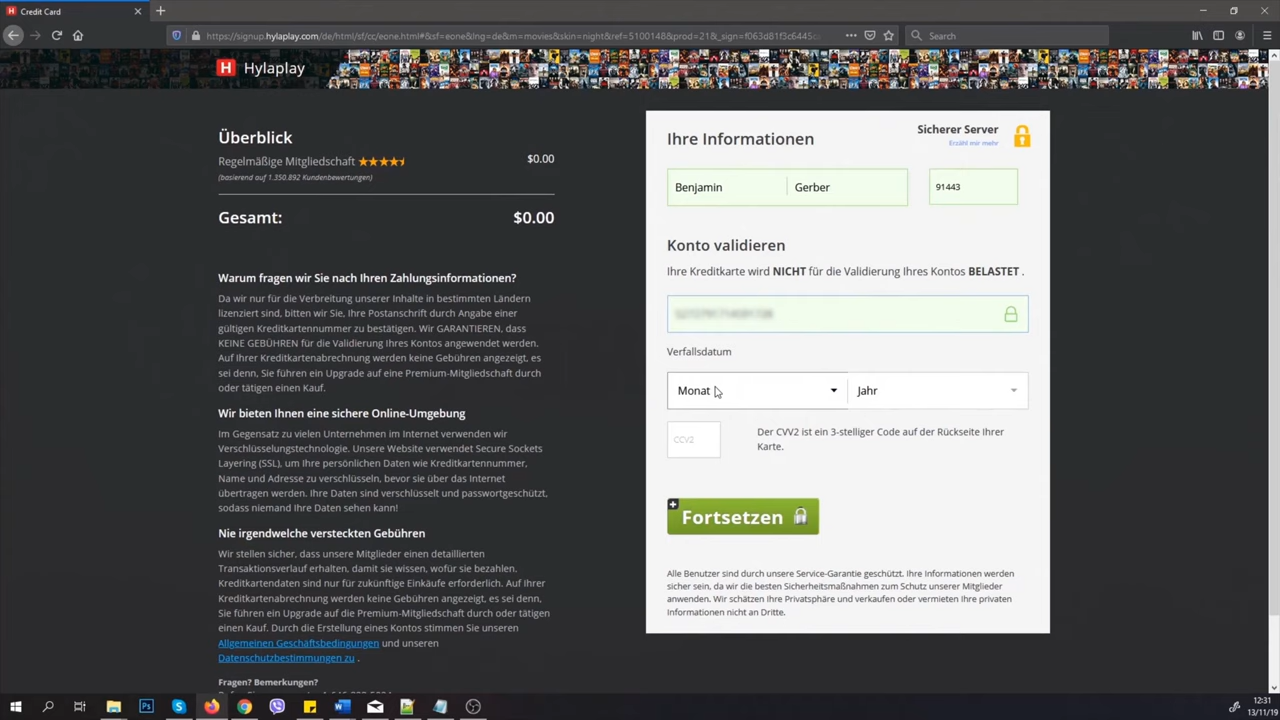 Credit Card
https://signup.hylaplay.com/de/html/sf/cc/eone.html#&sf=eone&lng=de&m=movies&skin=night&ref=5100148&prod=21&_sign=f063d81f3c6445c
Search
Hylaplay
Überblick
Regelmäßige Mitgliedschaft $0.00
(basierend auf 1.350.892 Kundenbewertungen)
Gesamt: $0.00
Warum fragen wir Sie nach Ihren Zahlungsinformationen?
Da wir nur für die Verbreitung unserer Inhalte in bestimmten Ländern
lizenziert sind, bitten wir Sie, Ihre Postanschrift durch Angabe einer
gültigen Kreditkartennummer zu bestätigen. Wir GARANTIEREN, dass
KEINE GEBÜHREN für die Validierung Ihres Kontos angewendet werden.
Auf Ihrer Kreditkartenabrechnung werden keine Gebühren angezeigt, es
sei denn, Sie führen ein Upgrade auf eine Premium-Mitgliedschaft durch
oder tätigen einen Kauf.
Wir bieten Ihnen eine sichere Online-Umgebung
Im Gegensatz zu vielen Unternehmen im Internet verwenden wir
Verschlüsselungstechnologie. Unsere Website verwendet Secure Sockets
Layering (SSL), um Ihre persönlichen Daten wie Kreditkartennummer,
Name und Adresse zu verschlüsseln, bevor sie über das Internet
übertragen werden. Ihre Daten sind verschlüsselt und passwortgeschützt,
sodass niemand Ihre Daten sehen kann!
Nie irgendwelche versteckten Gebühren
Wir stellen sicher, dass unsere Mitglieder einen detaillierten
Transaktionsverlauf erhalten, damit sie wissen, wofür sie bezahlen.
Kreditkartendaten sind nur für zukünftige Einkäufe erforderlich. Auf Ihrer
Kreditkartenabrechnung werden keine Gebühren angezeigt, es sei denn,
Sie führen ein Upgrade auf die Premium-Mitgliedschaft durch oder tätigen
einen Kauf. Durch die Erstellung eines Kontos stimmen Sie unseren
Allgemeinen Geschäftsbedingungen und unseren
Datenschutzbestimmungen zu .
Fragen? Bemerkungen?
Ihre Informationen
Sicherer Server
Erzähl mir mehr
Benjamin Gerber 91443
Konto validieren
Ihre Kreditkarte wird NICHT für die Validierung Ihres Kontos BELASTET .
Verfallsdatum
Monat Jahr
CCV2
Der CVV2 ist ein 3-stelliger Code auf der Rückseite Ihrer
Karte.
Fortsetzen
Alle Benutzer sind durch unsere Service-Garantie geschützt. Ihre Informationen werden
sicher sein, da wir die besten Sicherheitsmaßnahmen zum Schutz unserer Mitglieder
anwenden. Wir schätzen Ihre Privatsphäre und verkaufen oder vermieten Ihre privaten
Informationen nicht an Dritte.
12:31
13/11/19